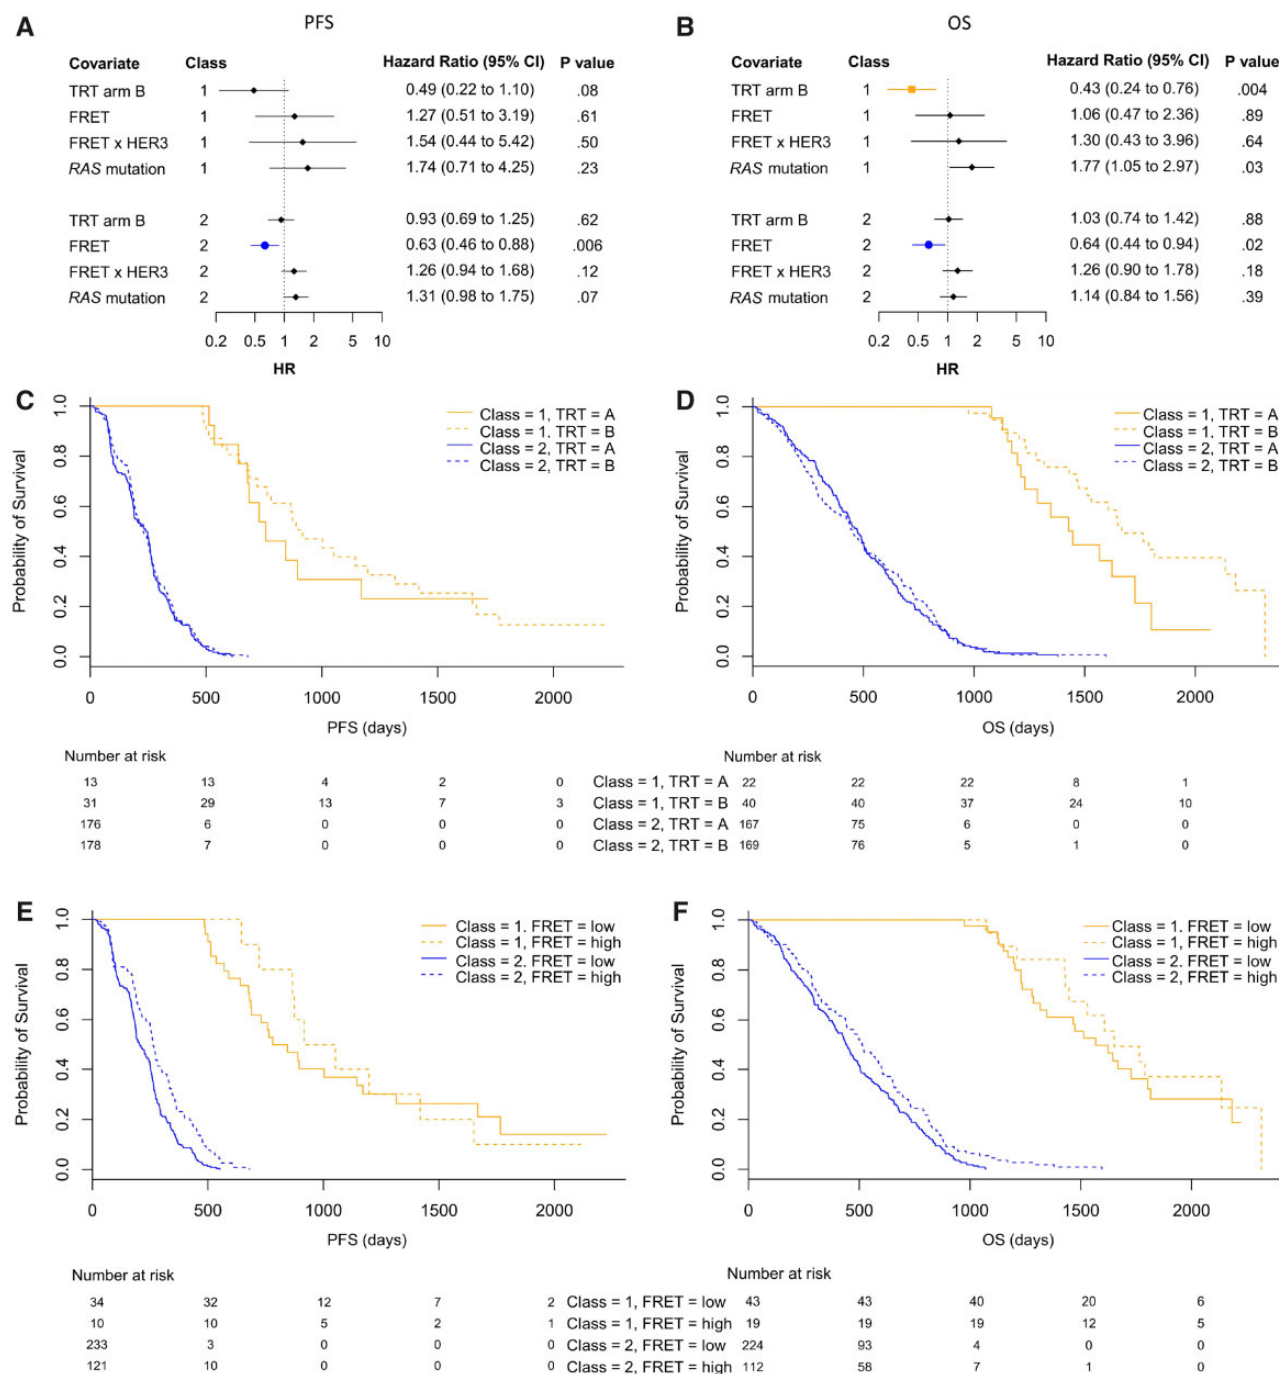 A PFS
Covariate Class Hazard Ratio (95% CI) P value
TRT arm B 1 0.49 (0.22 to 1.10) .08
FRET 1 1.27 (0.51 to 3.19) .61
FRET x HER3 1 1.54 (0.44 to 5.42) .50
RAS mutation 1 1.74 (0.71 to 4.25) .23
TRT arm B 2 0.93 (0.69 to 1.25) .62
FRET 2 0.63 (0.46 to 0.88) .006
FRET x HER3 2 1.26 (0.94 to 1.68) .12
RAS mutation 2 1.31 (0.98 to 1.75) .07
0.2 0.5 1 2 5 10
HR
B OS
Covariate Class Hazard Ratio (95% CI) P value
TRT arm B 1 0.43 (0.24 to 0.76) .004
FRET 1 1.06 (0.47 to 2.36) .89
FRET x HER3 1 1.30 (0.43 to 3.96) .64
RAS mutation 1 1.77 (1.05 to 2.97) .03
TRT arm B 2 1.03 (0.74 to 1.42) .88
FRET 2 0.64 (0.44 to 0.94) .02
FRET x HER3 2 1.26 (0.90 to 1.78) .18
RAS mutation 2 1.14 (0.84 to 1.56) .39
0.2 0.5 1 2 5 10
HR
C
Class = 1, TRT = A
Class = 1, TRT = B
Class = 2, TRT = A
Class = 2, TRT = B
Probability of Survival
1.0
0.8
0.6
0.4
0.2
0.0
0 500 1000 1500 2000
PFS (days)
D
Class = 1, TRT = A
Class = 1, TRT = B
Class = 2, TRT = A
Class = 2, TRT = B
Probability of Survival
1.0
0.8
0.6
0.4
0.2
0.0
0 500 1000 1500 2000
OS (days)
Number at risk Number at risk
13 13 4 2 0 Class = 1, TRT = A 22 22 22 8 1
31 29 13 7 3 Class = 1, TRT = B 40 40 37 24 10
176 6 0 0 0 Class = 2, TRT = A 167 75 6 0 0
178 7 0 0 0 Class = 2, TRT = B 169 76 5 1 0
E
Class = 1. FRET = low
Class = 1, FRET = high
Class = 2. FRET = low
Class = 2, FRET = high
Probability of Survival
1.0
0.8
0.6
0.4
0.2
0.0
0 500 1000 1500 2000
PFS (days)
F
Class = 1. FRET = low
Class = 1, FRET = high
Class = 2. FRET = low
Class = 2, FRET = high
Probability of Survival
1.0
0.8
0.6
0.4
0.2
0.0
0 500 1000 1500 2000
OS (days)
Number at risk Number at risk
34 32 12 7 2 Class = 1, FRET = low 43 43 40 20 6
10 10 5 2 1 Class = 1, FRET = high 19 19 19 12 5
233 3 0 0 0 Class = 2, FRET = low 224 93 4 0 0
121 10 0 0 0 Class = 2, FRET = high 112 58 7 1 0